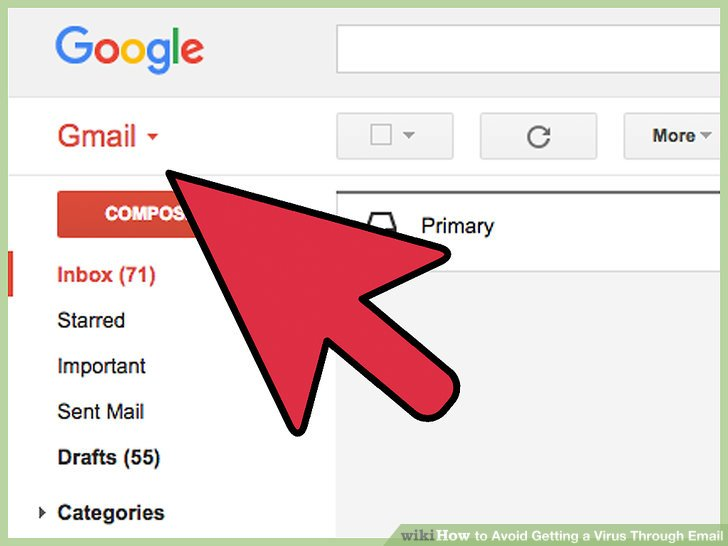 Google
Gmail
More
COMPOS
Primary
Inbox (71)
Starred
Important
Sent Mail
Drafts (55)
Categories
wikiHow to Avoid Getting a Virus Through Email